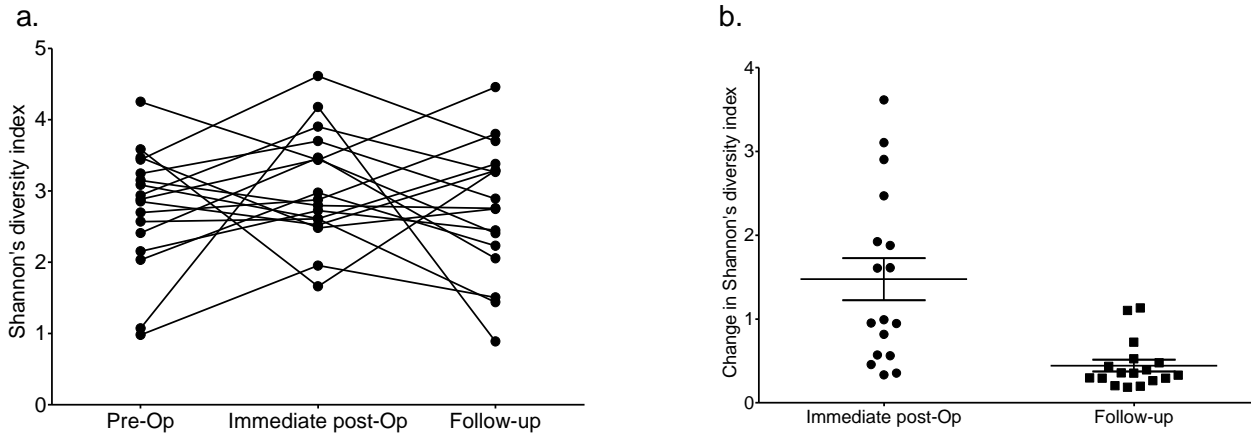 a.
Shannon's diversity index
5
4
3
2
1
0
Pre-Op Immediate post-Op Follow-up
b.
Change in Shannon's diversity index
4
3
2
1
0
Immediate post-Op Follow-up